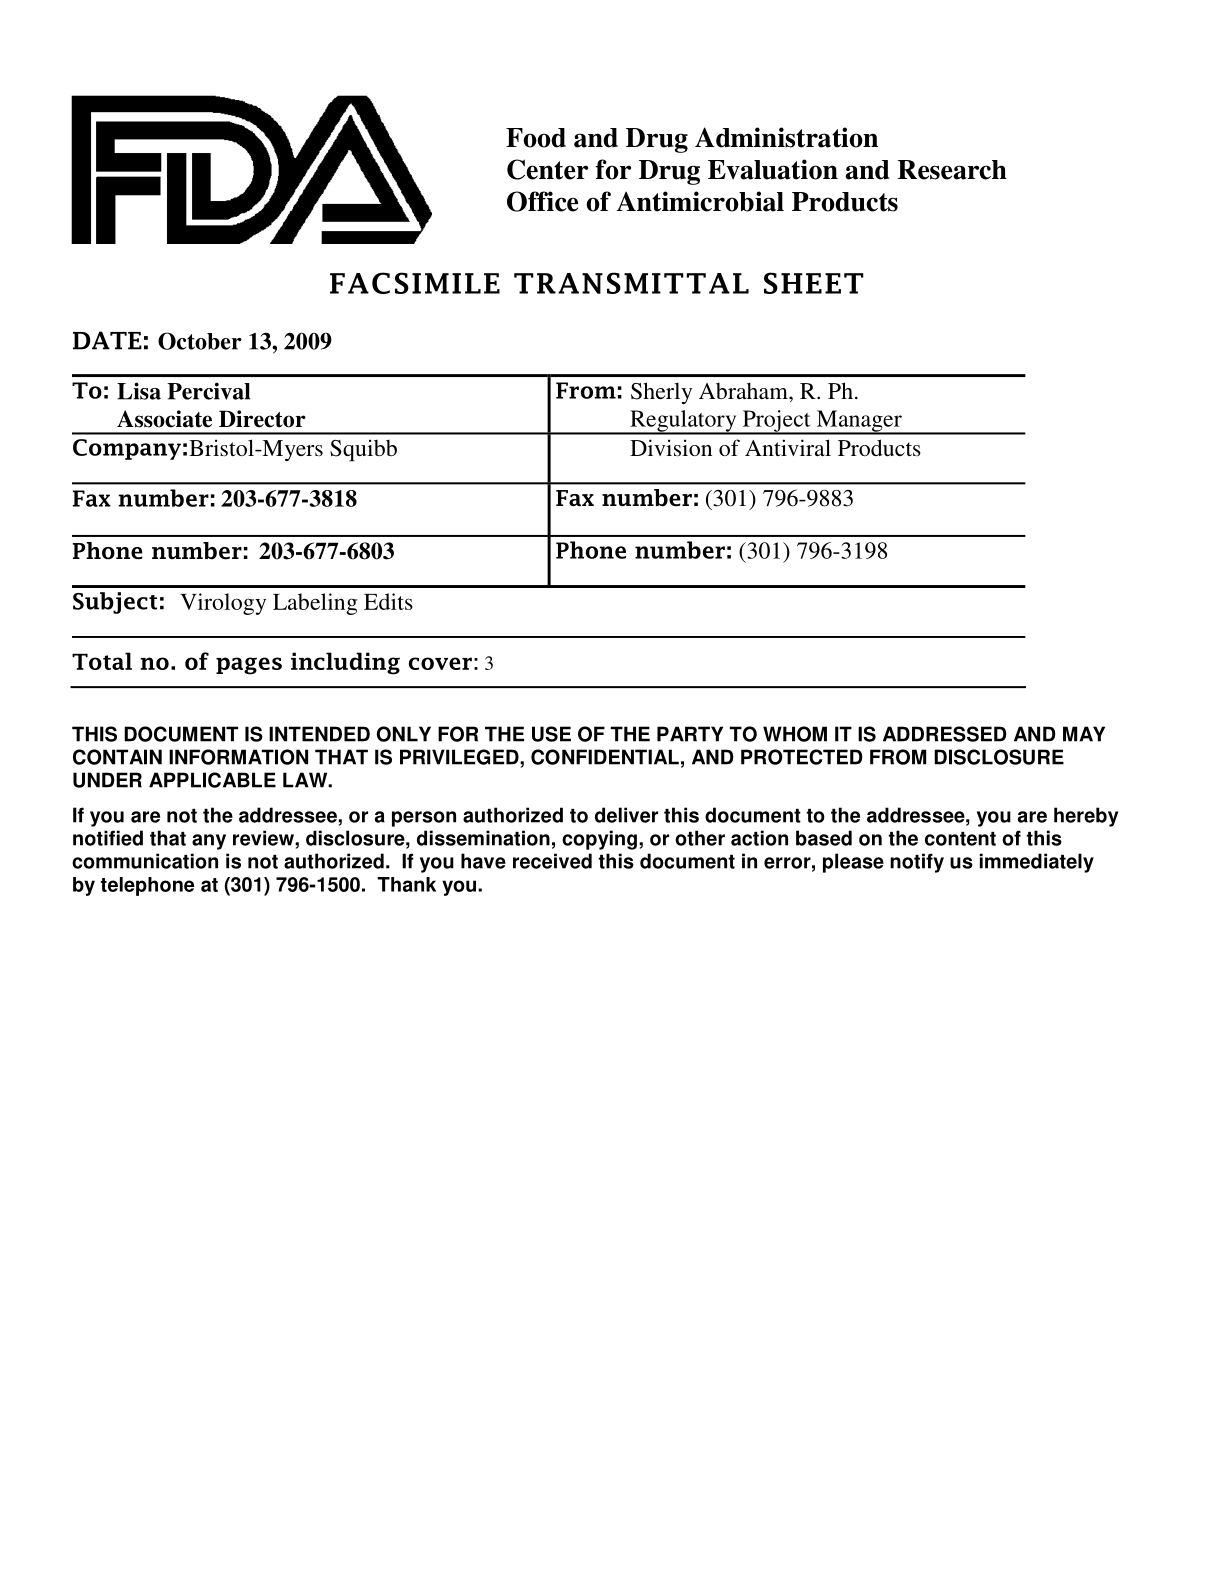 FDA
Food and Drug Administration
Center for Drug Evaluation and Research
Office of Antimicrobial Products
FACSIMILE TRANSMITTAL SHEET
DATE: October 13, 2009
To: Lisa Percival
Associate Director
From: Sherly Abraham, R. Ph.
Regulatory Project Manager
Company:Bristol-Myers Squibb
Division of Antiviral Products
Fax number: 203-677-3818
Fax number: (301) 796-9883
Phone number: 203-677-6803
Phone number: (301) 796-3198
Subject: Virology Labeling Edits
Total no. of pages including cover: 3
THIS DOCUMENT IS INTENDED ONLY FOR THE USE OF THE PARTY TO WHOM IT IS ADDRESSED AND MAY
CONTAIN INFORMATION THAT IS PRIVILEGED, CONFIDENTIAL, AND PROTECTED FROM DISCLOSURE
UNDER APPLICABLE LAW.
If you are not the addressee, or a person authorized to deliver this document to the addressee, you are hereby
notified that any review, disclosure, dissemination, copying, or other action based on the content of this
communication is not authorized. If you have received this document in error, please notify us immediately
by telephone at (301) 796-1500. Thank you.